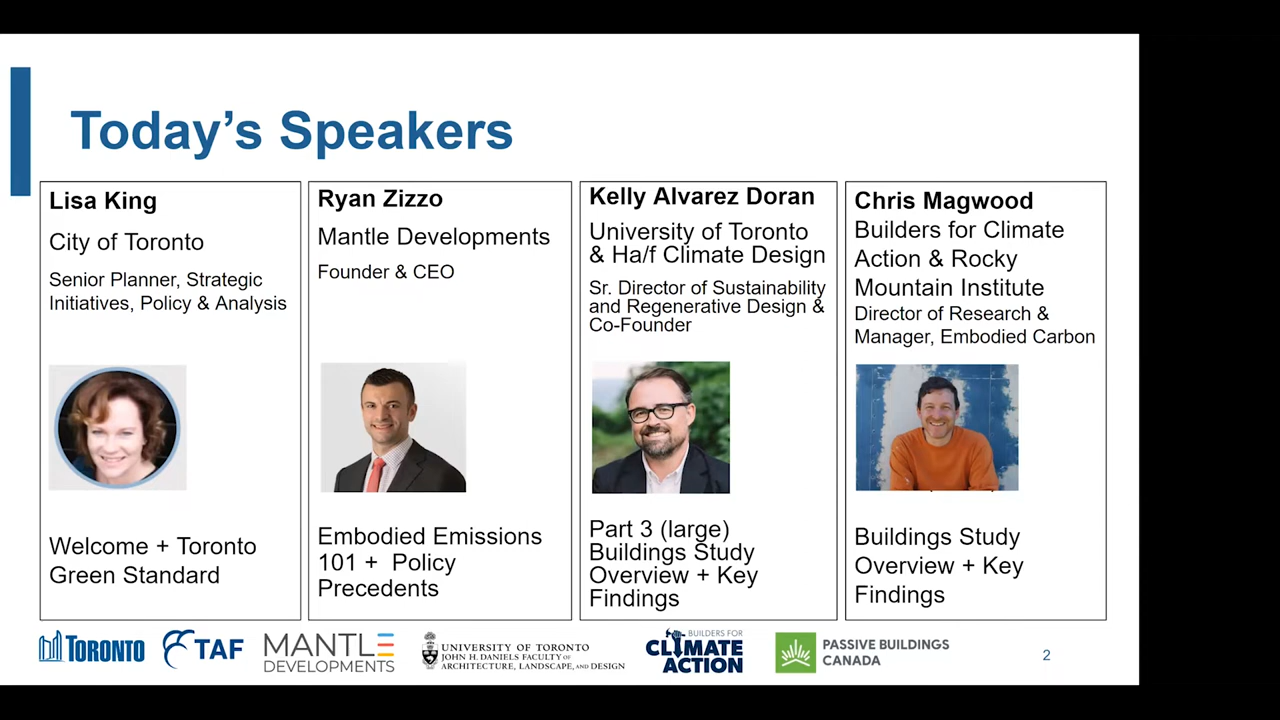 Today's Speakers
Lisa King
City of Toronto
Senior Planner, Strategic
Initiatives, Policy & Analysis
Welcome + Toronto
Green Standard
Ryan Zizzo
Mantle Developments
Founder & CEO
Embodied Emissions
101 + Policy
Precedents
Kelly Alvarez Doran
University of Toronto
& Ha/f Climate Design
Sr. Director of Sustainability
and Regenerative Design &
Co-Founder
Part 3 (large)
Buildings Study
Overview + Key
Findings
Chris Magwood
Builders for Climate
Action & Rocky
Mountain Institute
Director of Research &
Manager, Embodied Carbon
Buildings Study
Overview + Key
Findings
TORONTO
TAF
MANTLE
DEVELOPMENTS
UNIVERSITY OF TORONTO
JOHN H. DANIELS FACULTY OF
ARCHITECTURE, LANDSCAPE, AND DESIGN
BUILDERS FOR
CLIMATE
ACTION
PASSIVE BUILDINGS
CANADA
2